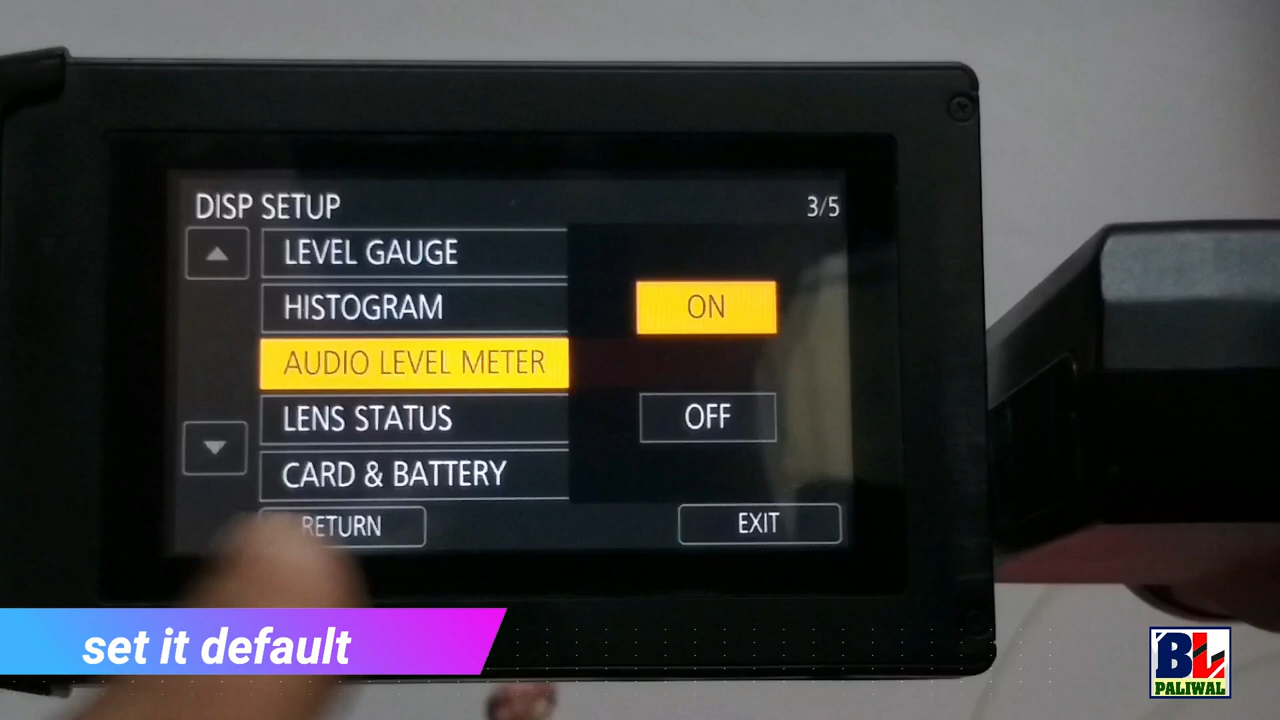 DISP SETUP 3/5
LEVEL GAUGE
HISTOGRAM
ON
AUDIO LEVEL METER
LENS STATUS
OFF
CARD & BATTERY
RETURN
EXIT
set it default
BL
PALIWAL